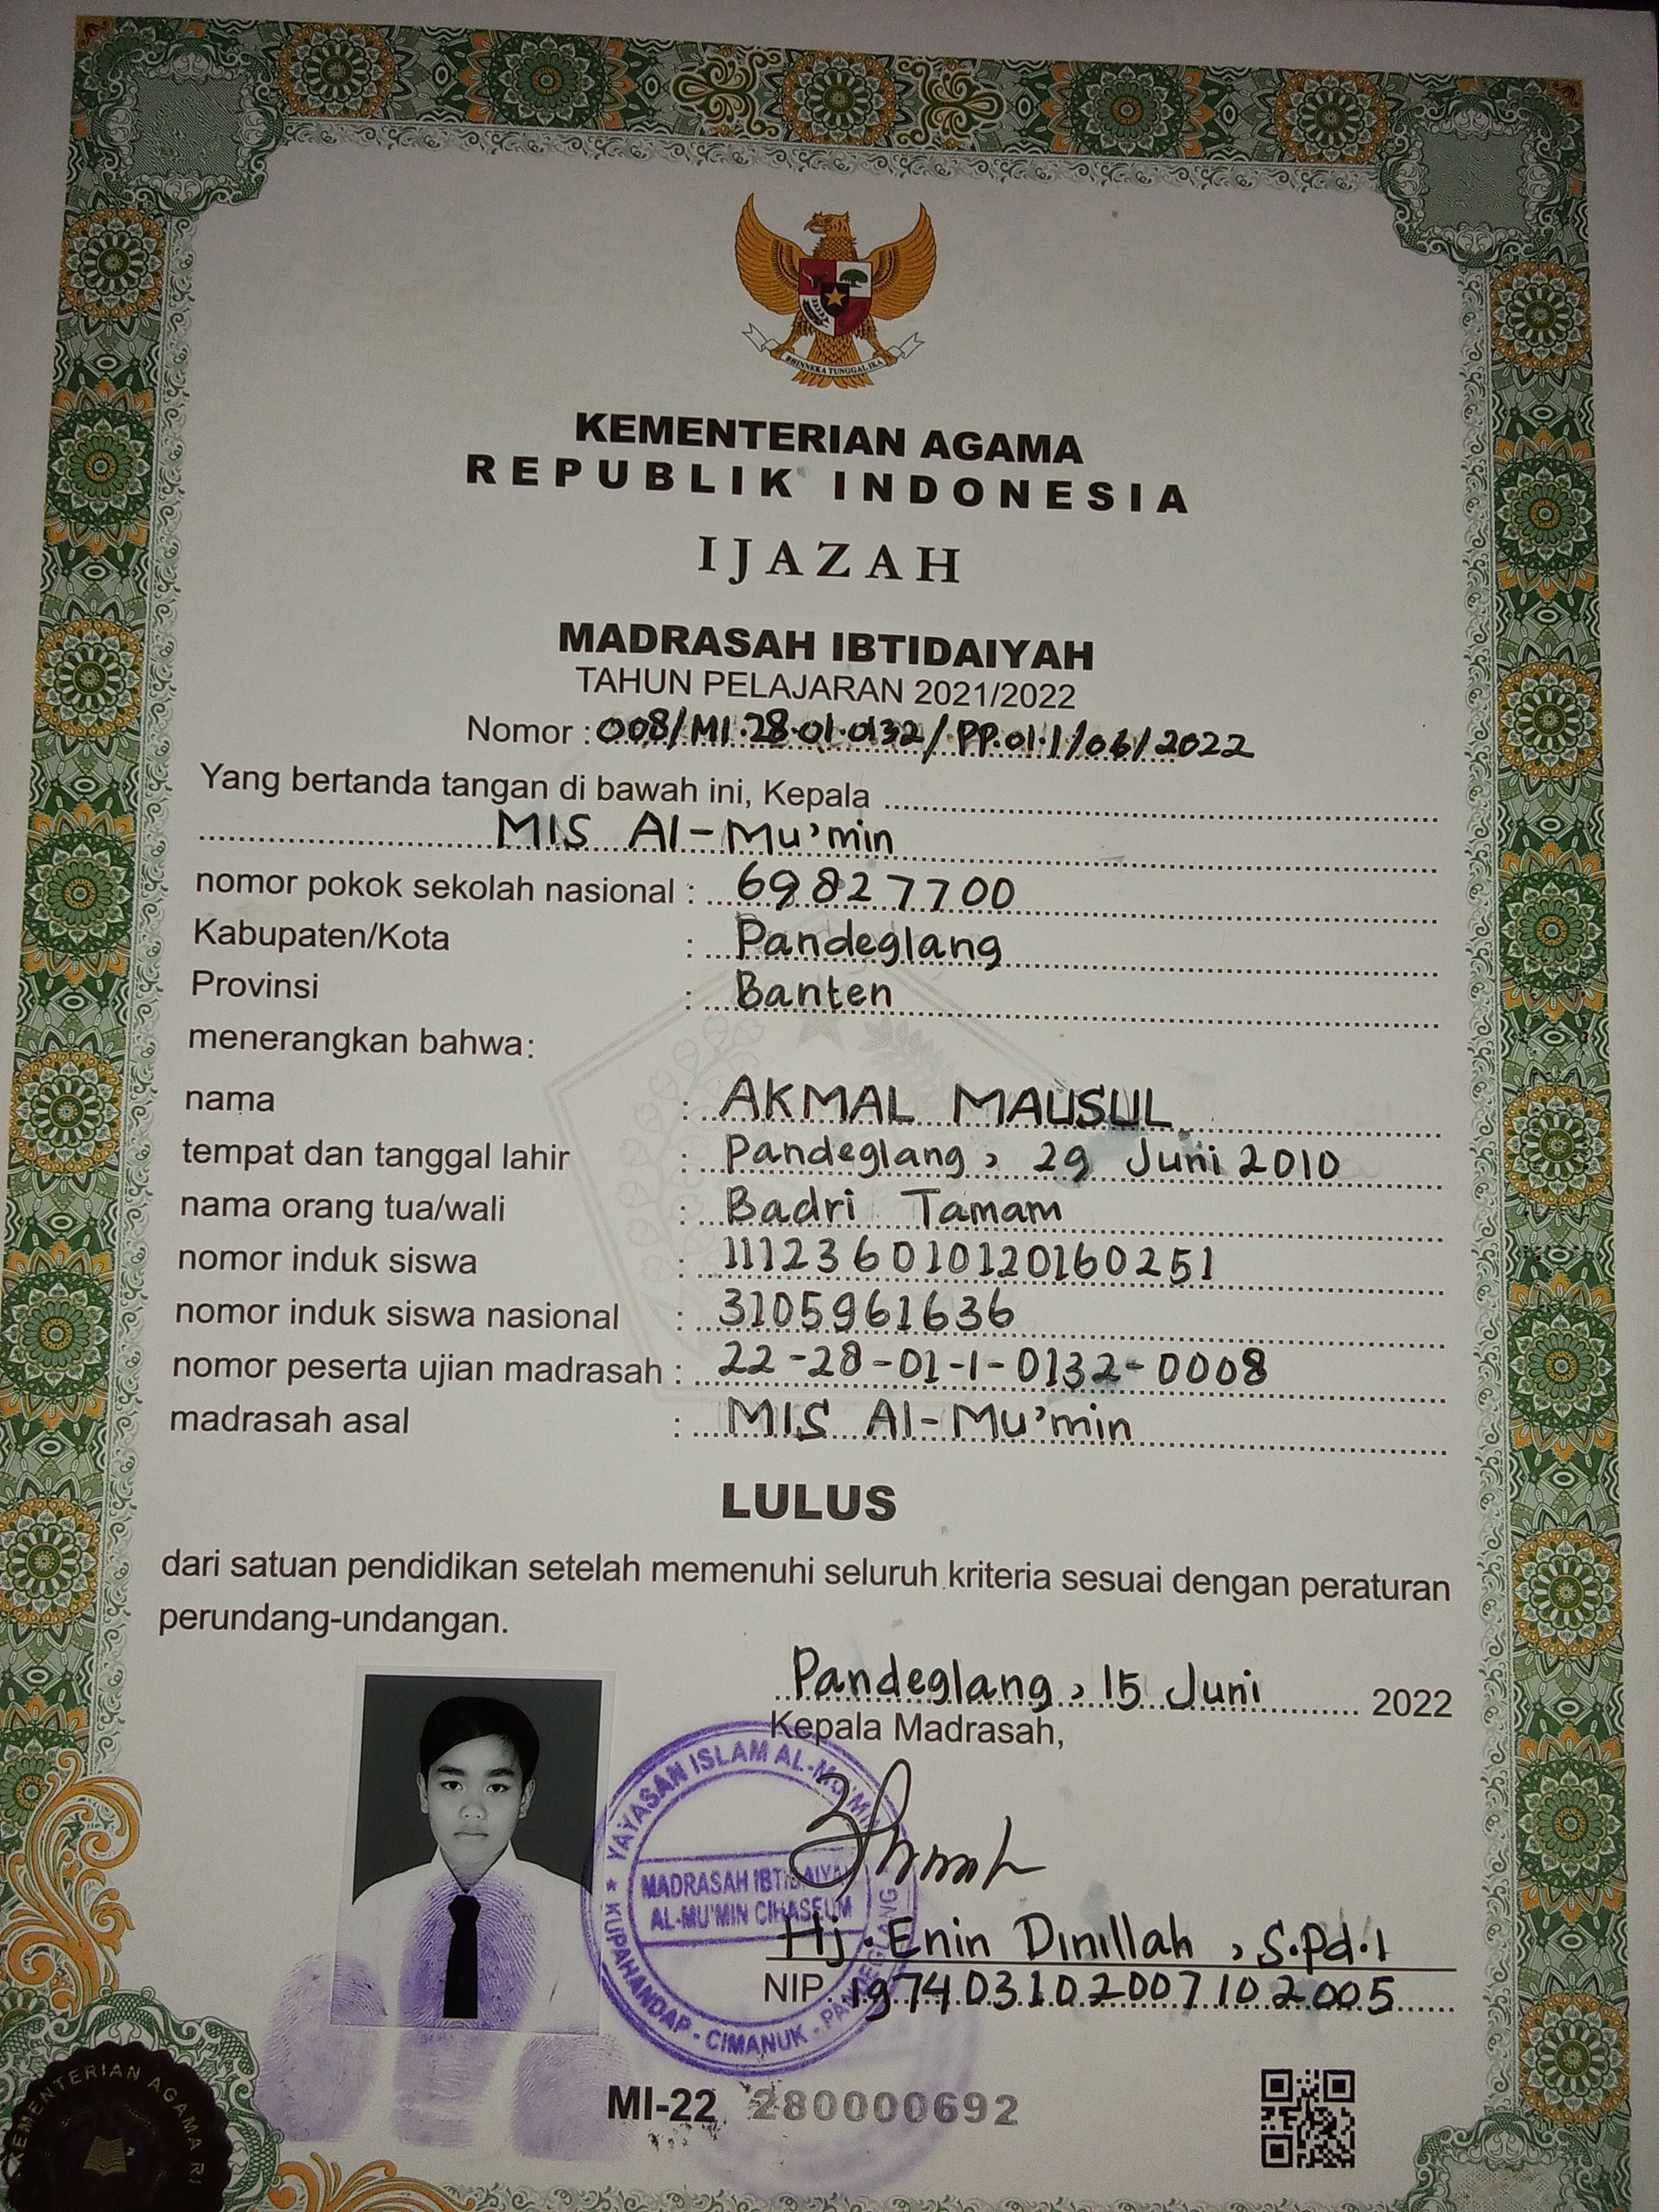 BHINNEKA TUNGGAL IKA
KEMENTERIAN AGAMA
REPUBLIK INDONESIA
IJAZAH
MADRASAH IBTIDAIYAH
TAHUN PELAJARAN 2021/2022
Nomor : 008/MI.28.01.0132/PP.01.1/06/2022
Yang bertanda tangan di bawah ini, Kepala
MIS Al-Mu'min
nomor pokok sekolah nasional : 69827700
Kabupaten/Kota : Pandeglang
Provinsi : Banten
menerangkan bahwa:
nama : AKMAL MAUSUL
tempat dan tanggal lahir : Pandeglang, 29 Juni 2010
nama orang tua/wali : Badri Tamam
nomor induk siswa : 111236010120160251
nomor induk siswa nasional : 3105961636
nomor peserta ujian madrasah : 22-28-01-1-0132-0008
madrasah asal : MIS Al-Mu'min
LULUS
dari satuan pendidikan setelah memenuhi seluruh kriteria sesuai dengan peraturan
perundang-undangan.
Pandeglang, 15 Juni 2022
Kepala Madrasah,
YAYASAN ISLAM AL-MU'MIN
MADRASAH IBTIDAIYAH
AL-MU'MIN CIHASEUM
KUPAHANDAP - CIMANUK - PANDEGLANG
Hj. Enin Dinillah, S.Pd.I
NIP. 197403102007102005
MI-22 280000692
KEMENTERIAN AGAMA RI